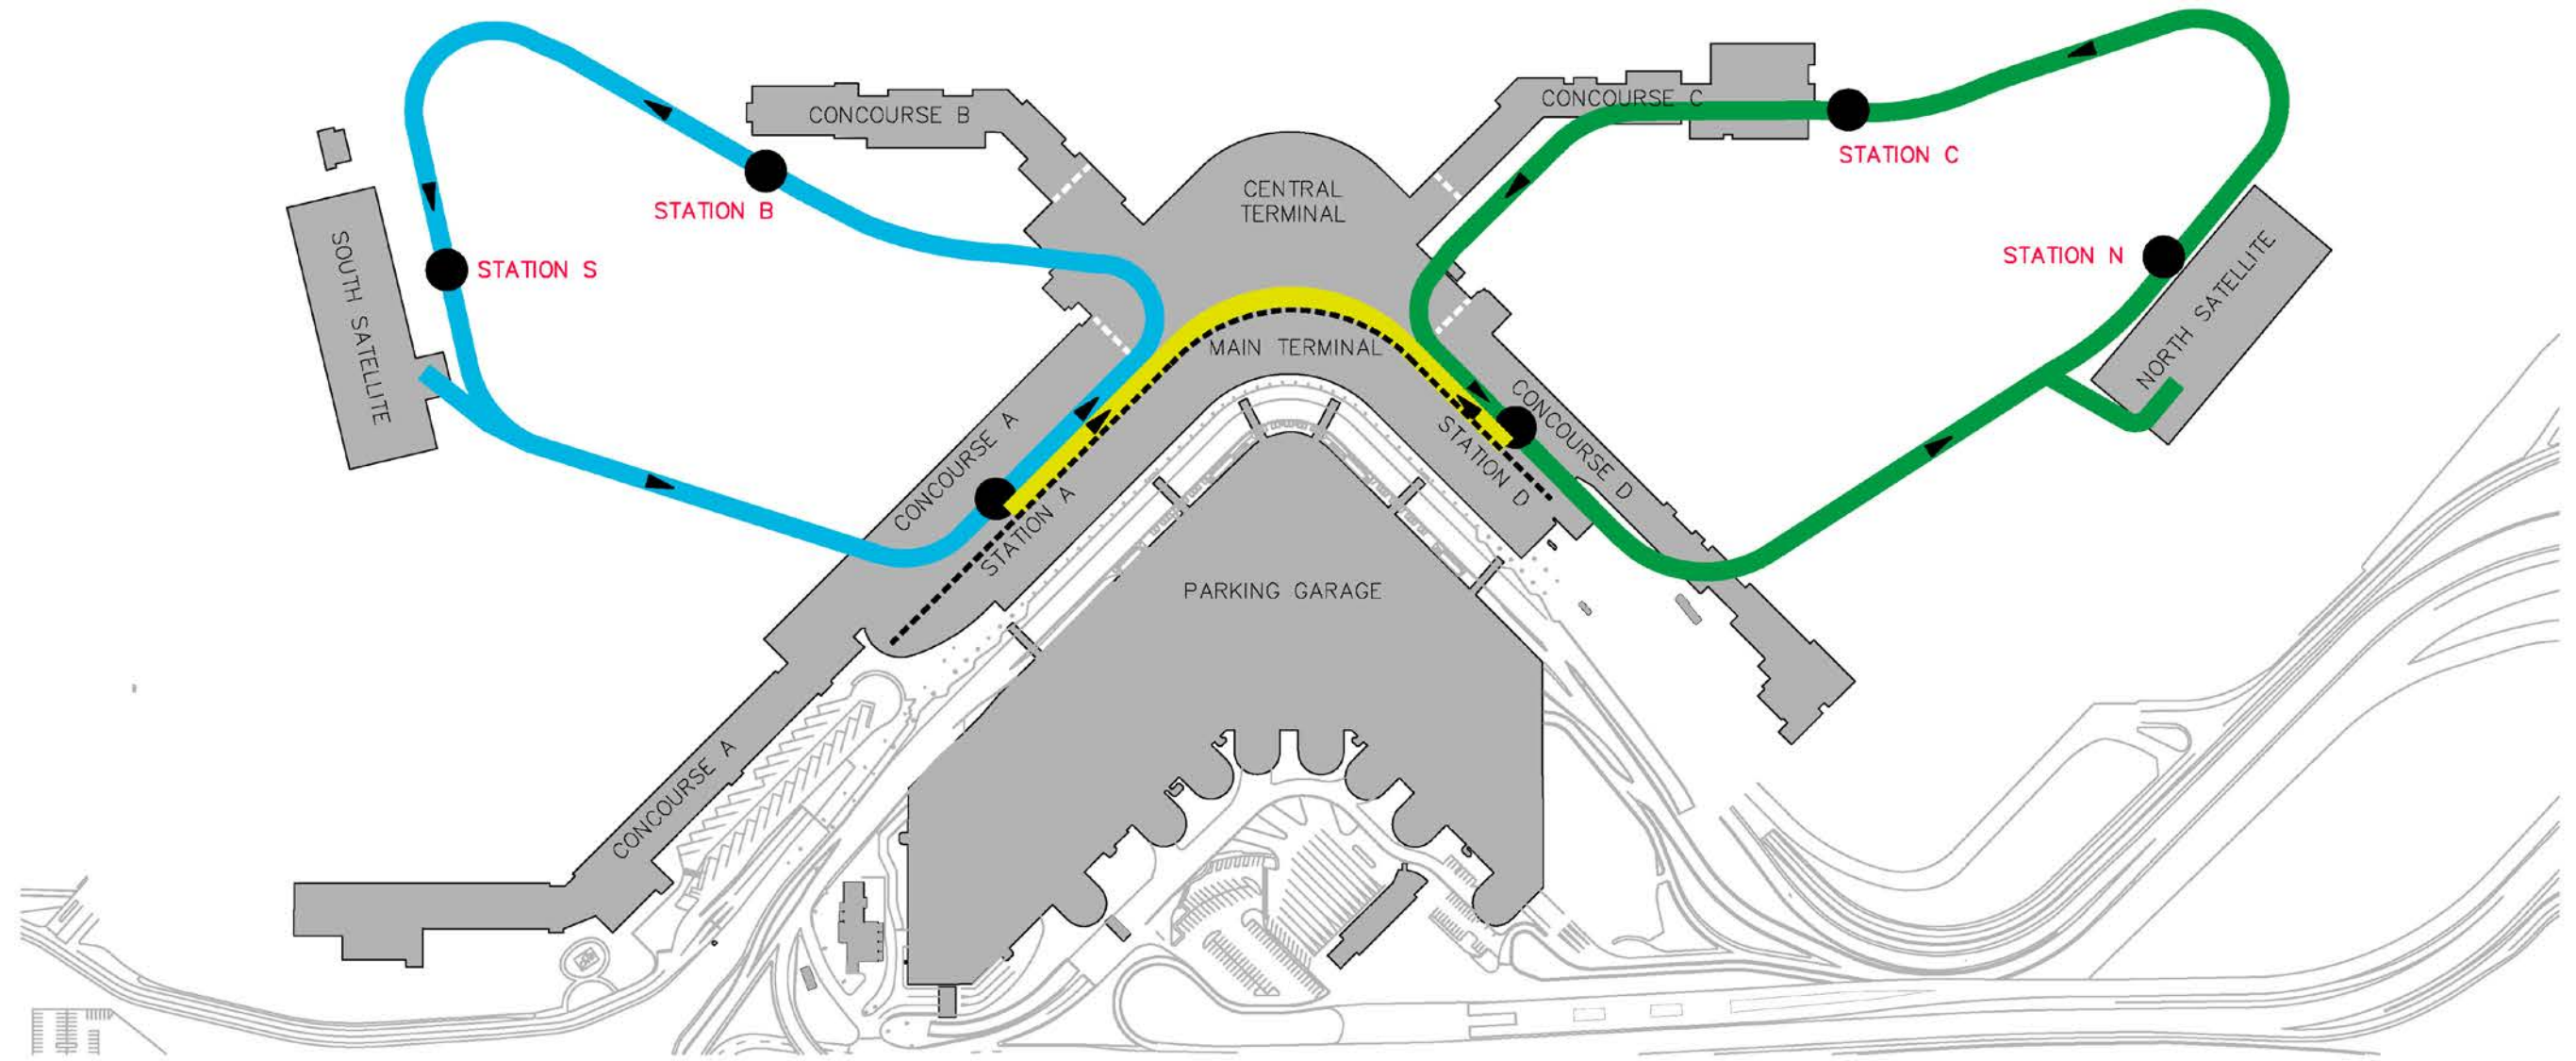 CONCOURSE B
CONCOURSE C
STATION C
CENTRAL
TERMINAL
STATION B
STATION S
STATION N
SOUTH SATELLITE
NORTH SATELLITE
MAIN TERMINAL
CONCOURSE A
STATION A
STATION D
CONCOURSE D
PARKING GARAGE
CONCOURSE A